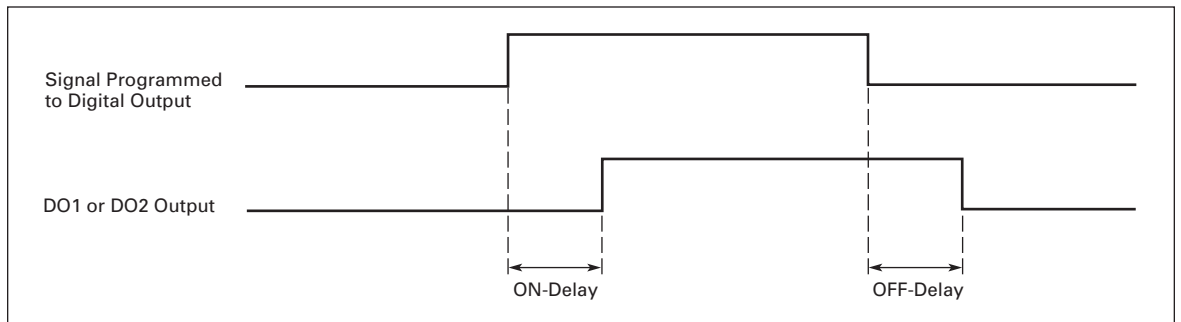 Signal Programmed
to Digital Output
DO1 or DO2 Output
ON-Delay
OFF-Delay